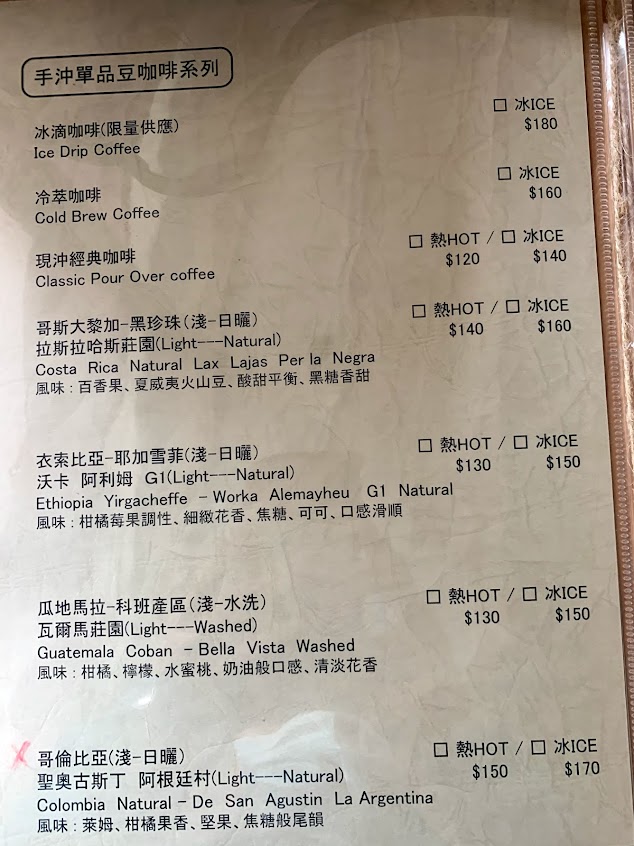 手沖單品豆咖啡系列
冰滴咖啡(限量供應)
Ice Drip Coffee
□ 冰ICE
$180
冷萃咖啡
Cold Brew Coffee
□ 冰ICE
$160
現沖經典咖啡
Classic Pour Over coffee
□ 熱HOT / □ 冰ICE
$120 $140
哥斯大黎加-黑珍珠(淺-日曬)
拉斯拉哈斯莊園(Light---Natural)
Costa Rica Natural Lax Lajas Per la Negra
風味：百香果、夏威夷火山豆、酸甜平衡、黑糖香甜
□ 熱HOT / □ 冰ICE
$140 $160
衣索比亞-耶加雪菲(淺-日曬)
沃卡 阿利姆 G1(Light---Natural)
Ethiopia Yirgacheffe - Worka Alemayheu G1 Natural
風味：柑橘莓果調性、細緻花香、焦糖、可可、口感滑順
□ 熱HOT / □ 冰ICE
$130 $150
瓜地馬拉-科班產區(淺-水洗)
瓦爾馬莊園(Light---Washed)
Guatemala Coban - Bella Vista Washed
風味：柑橘、檸檬、水蜜桃、奶油般口感、清淡花香
□ 熱HOT / □ 冰ICE
$130 $150
哥倫比亞(淺-日曬)
聖奧古斯丁 阿根廷村(Light---Natural)
Colombia Natural - De San Agustin La Argentina
風味：萊姆、柑橘果香、堅果、焦糖般尾韻
□ 熱HOT / □ 冰ICE
$150 $170